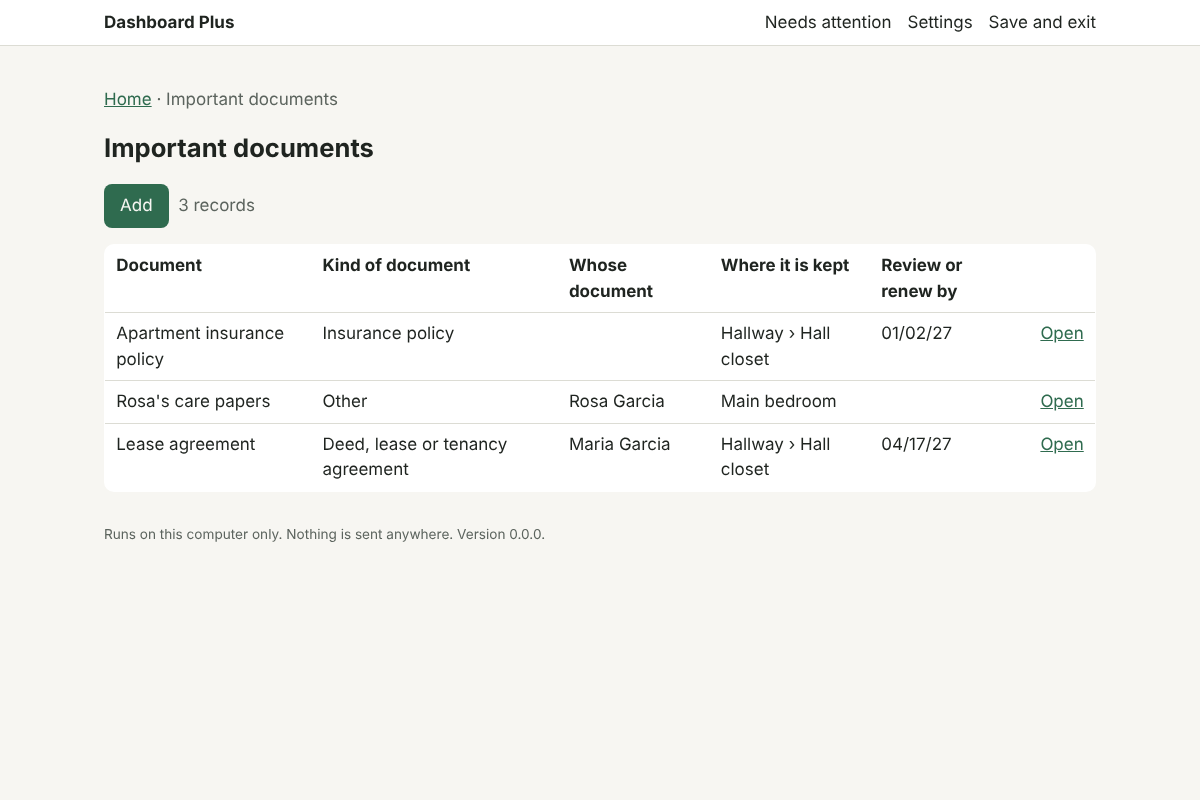 Dashboard Plus
Needs attention Settings Save and exit
Home · Important documents
Important documents
Add 3 records
Document Kind of document Whose document Where it is kept Review or renew by
Apartment insurance policy Insurance policy Hallway › Hall closet 01/02/27 Open
Rosa's care papers Other Rosa Garcia Main bedroom Open
Lease agreement Deed, lease or tenancy agreement Maria Garcia Hallway › Hall closet 04/17/27 Open
Runs on this computer only. Nothing is sent anywhere. Version 0.0.0.